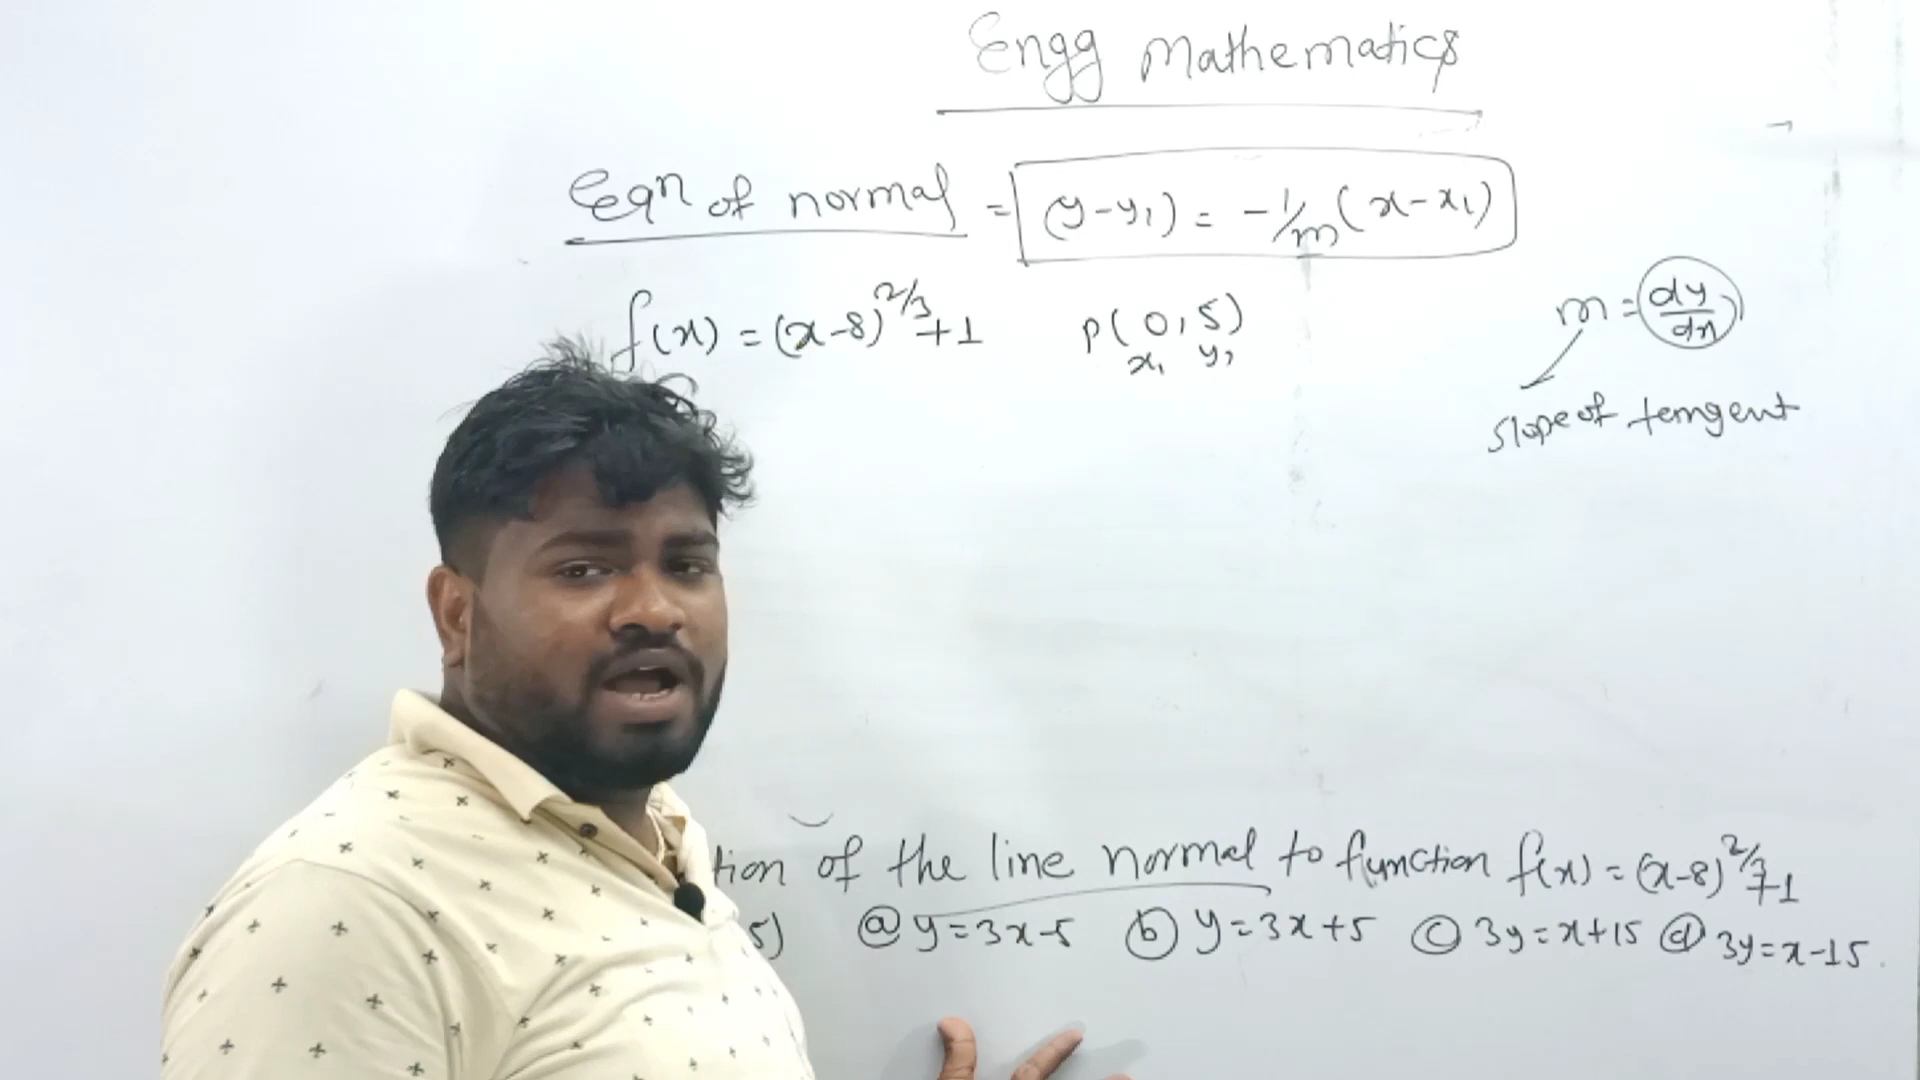 Engg Mathematics
Eqn of normal = (y-y₁) = -1/m (x-x₁)
f(x) = (x-8)^2/3 +1 P(0,5)
x₁ y₁
m = dy/dx
slope of tengent
tion of the line normal to function f(x) = (x-8)^2/3 +1
5) ⓐ y=3x-5 ⓑ y=3x+5 ⓒ 3y=x+15 ⓓ 3y=x-15.